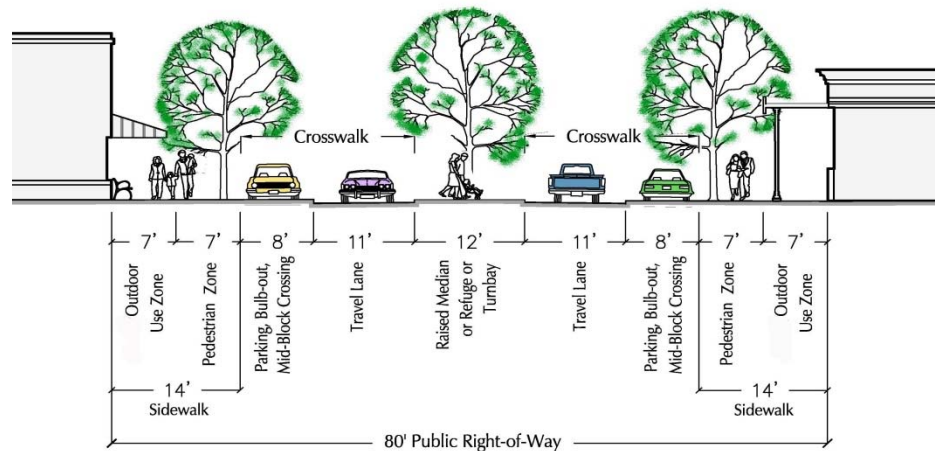 Crosswalk
Crosswalk
7' 7' 8' 11' 12' 11' 8' 7' 7'
Outdoor
Use Zone
Pedestrian Zone
Parking, Bulb-out,
Mid-Block Crossing
Travel Lane
Raised Median
or Refuge or
Turnbay
Travel Lane
Parking, Bulb-out,
Mid-Block Crossing
Pedestrian Zone
Outdoor
Use Zone
14'
Sidewalk
14'
Sidewalk
80' Public Right-of-Way